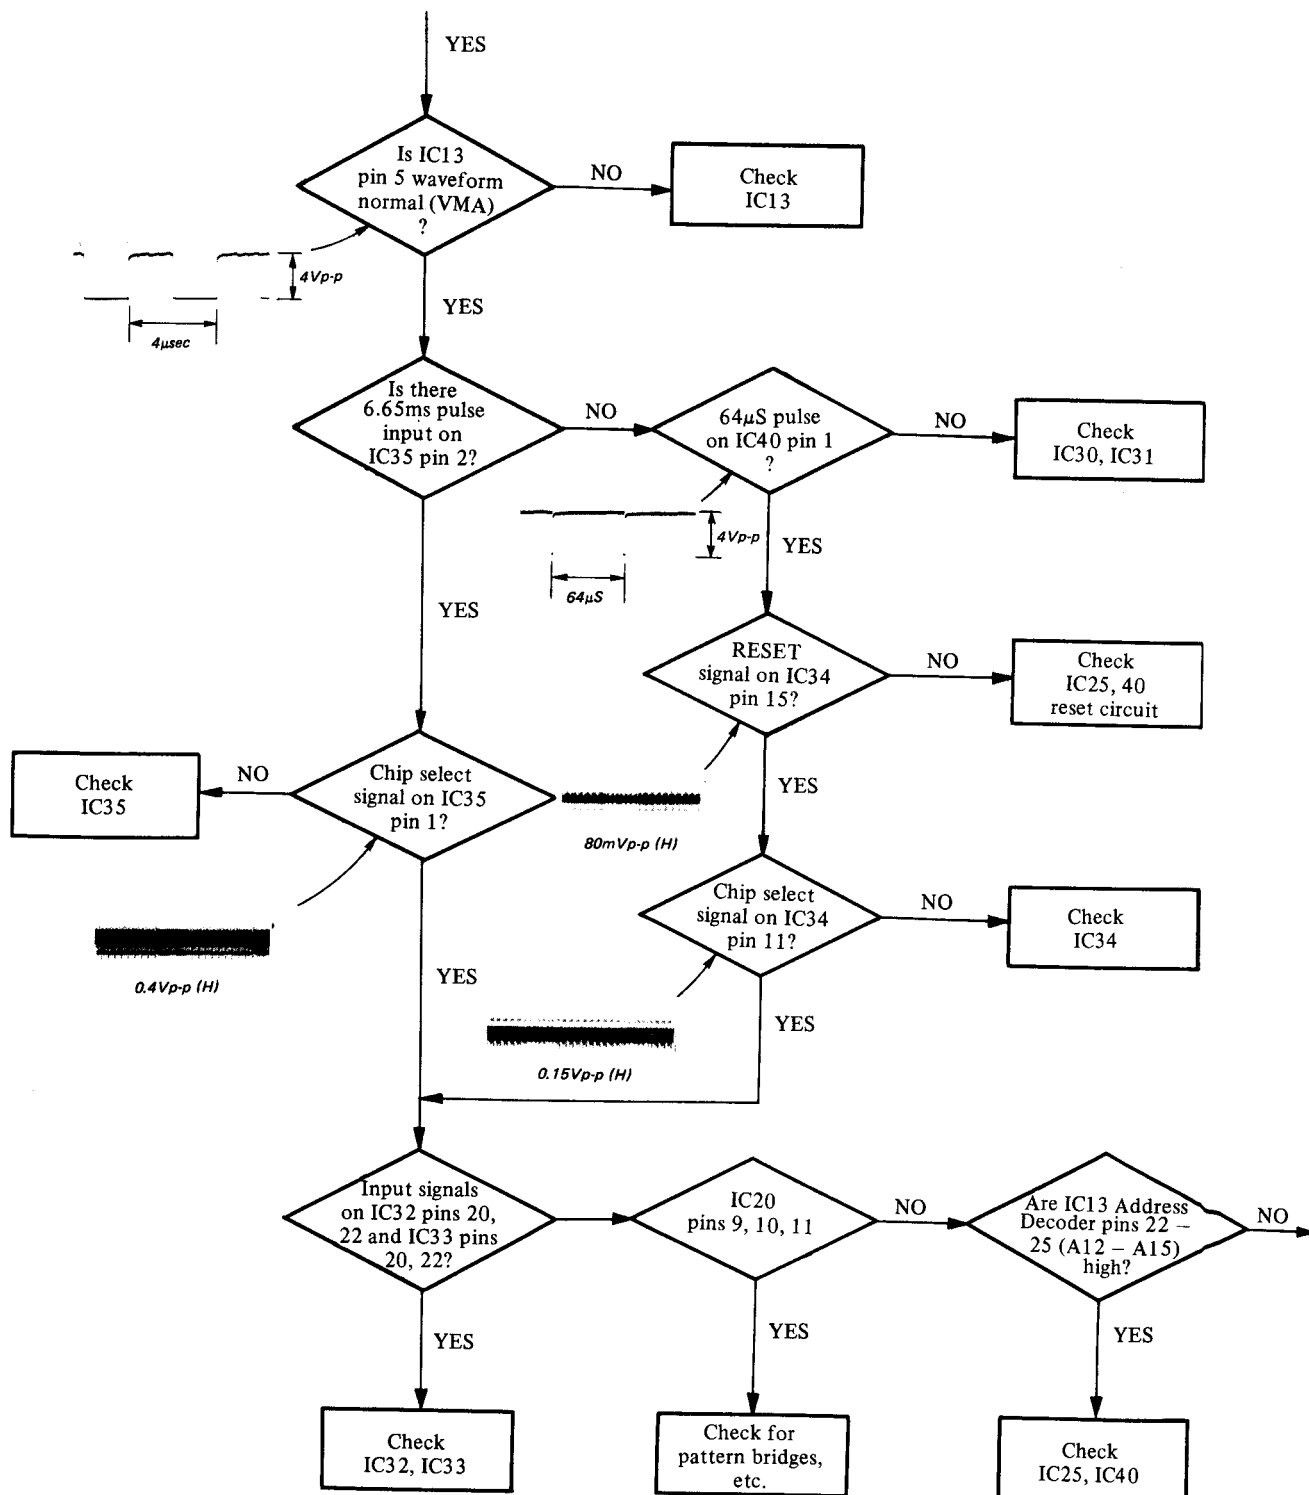 YES
Is IC13
pin 5 waveform
normal (VMA)
?
NO
Check
IC13
4Vp-p
4μsec
YES
Is there
6.65ms pulse
input on
IC35 pin 2?
NO
64μS pulse
on IC40 pin 1
?
NO
Check
IC30, IC31
4Vp-p
64μS
YES
YES
RESET
signal on IC34
pin 15?
NO
Check
IC25, 40
reset circuit
Check
IC35
NO
Chip select
signal on IC35
pin 1?
80mVp-p (H)
YES
Chip select
signal on IC34
pin 11?
NO
Check
IC34
0.4Vp-p (H)
YES
0.15Vp-p (H)
YES
Input signals
on IC32 pins 20,
22 and IC33 pins
20, 22?
IC20
pins 9, 10, 11
NO
Are IC13 Address
Decoder pins 22 –
25 (A12 – A15)
high?
NO
YES
YES
YES
Check
IC32, IC33
Check for
pattern bridges,
etc.
Check
IC25, IC40